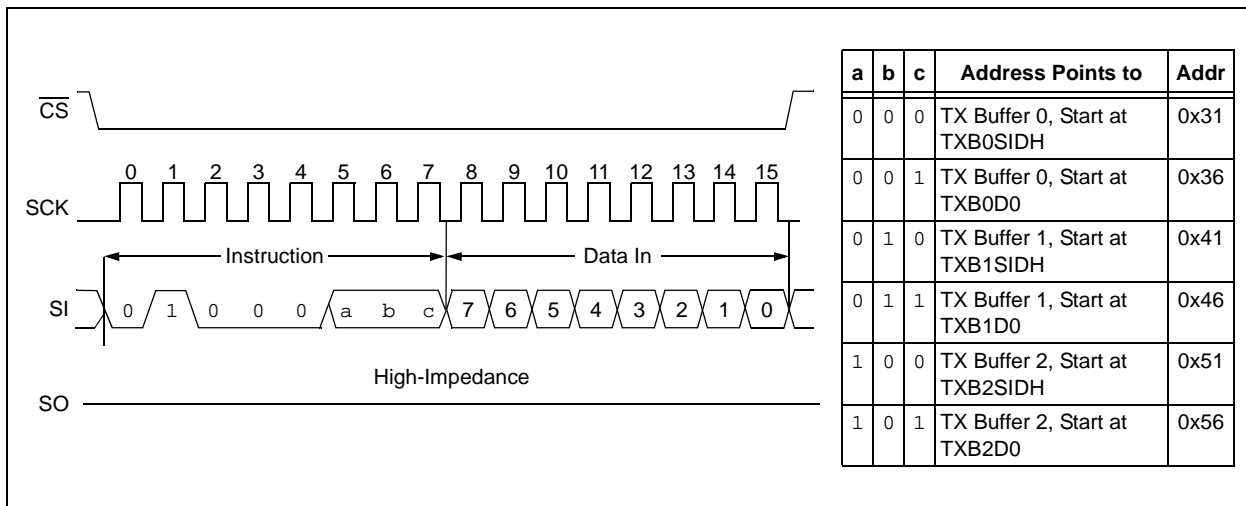 CS
SCK
0 1 2 3 4 5 6 7 8 9 10 11 12 13 14 15
Instruction
Data In
SI
0 1 0 0 0 a b c 7 6 5 4 3 2 1 0
High-Impedance
SO
a b c Address Points to Addr
0 0 0 TX Buffer 0, Start at 0x31
TXB0SIDH
0 0 1 TX Buffer 0, Start at 0x36
TXB0D0
0 1 0 TX Buffer 1, Start at 0x41
TXB1SIDH
0 1 1 TX Buffer 1, Start at 0x46
TXB1D0
1 0 0 TX Buffer 2, Start at 0x51
TXB2SIDH
1 0 1 TX Buffer 2, Start at 0x56
TXB2D0